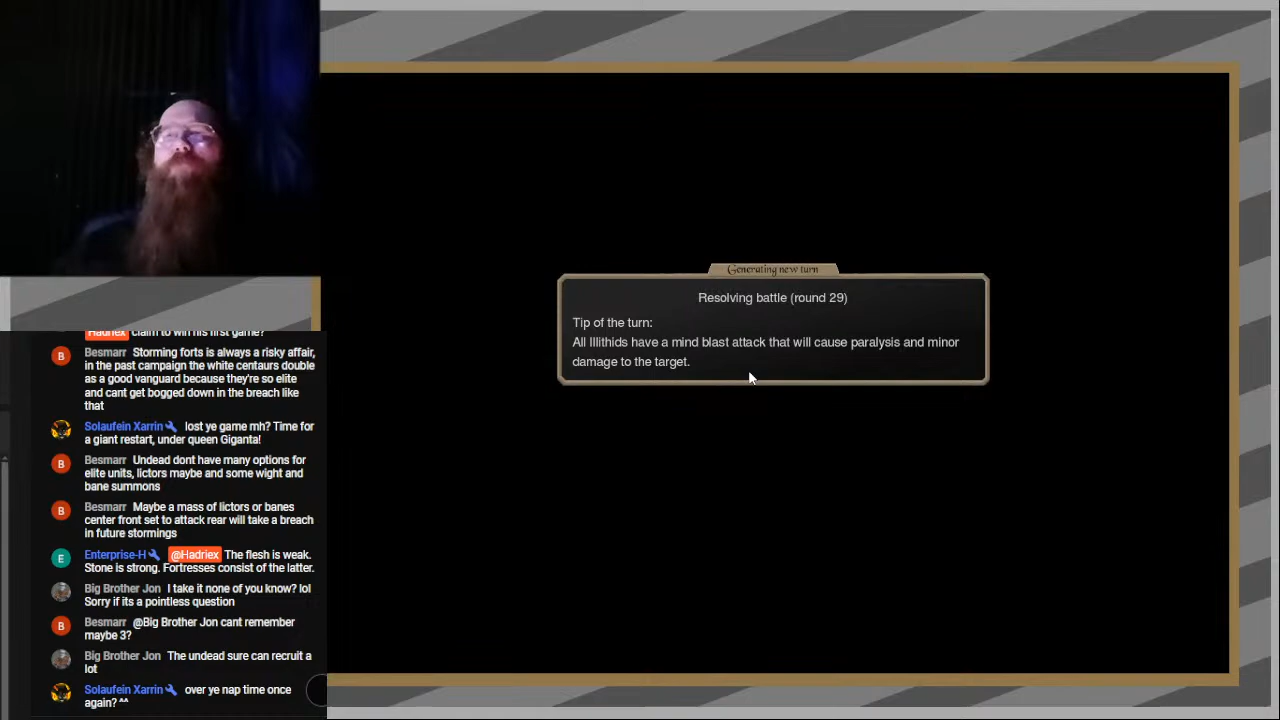 Generating new turn
Resolving battle (round 29)
Tip of the turn:
All Illithids have a mind blast attack that will cause paralysis and minor
damage to the target.
Hadriex claim to win his first game?
B Besmarr Storming forts is always a risky affair,
in the past campaign the white centaurs double
as a good vanguard because they're so elite
and cant get bogged down in the breach like
that
Solaufein Xarrin lost ye game mh? Time for
a giant restart, under queen Giganta!
B Besmarr Undead dont have many options for
elite units, lictors maybe and some wight and
bane summons
B Besmarr Maybe a mass of lictors or banes
center front set to attack rear will take a breach
in future stormings
E Enterprise-H @Hadriex The flesh is weak.
Stone is strong. Fortresses consist of the latter.
Big Brother Jon I take it none of you know? lol
Sorry if its a pointless question
B Besmarr @Big Brother Jon cant remember
maybe 3?
Big Brother Jon The undead sure can recruit a
lot
Solaufein Xarrin over ye nap time once
again? ^^